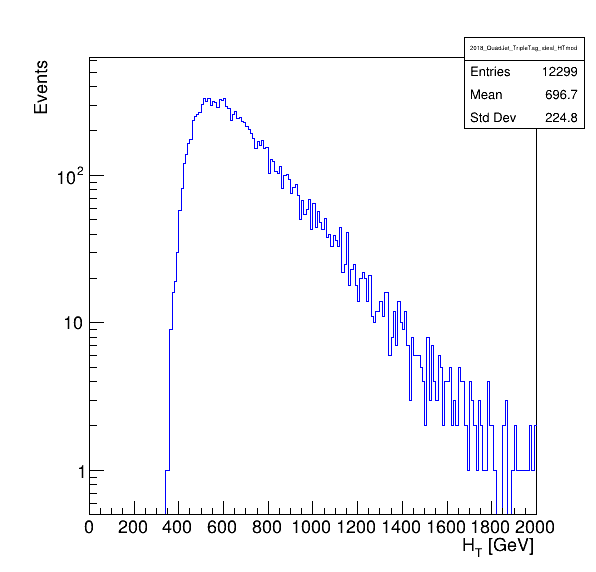 2018_QuadJet_TripleTag_ideal_HTmod
Entries 12299
Mean 696.7
Std Dev 224.8
Events
10²
10
1
0 200 400 600 800 1000 1200 1400 1600 1800 2000
H_T [GeV]